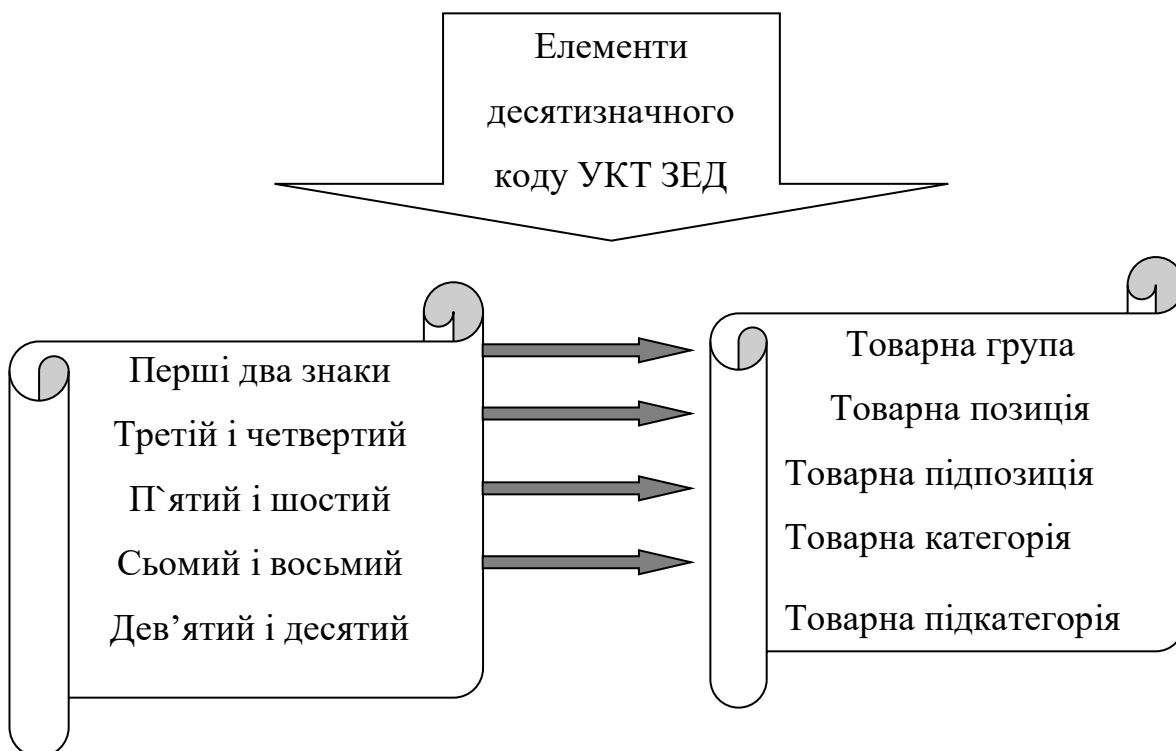 Елементи
десятизначного
коду УКТ ЗЕД
Перші два знаки
Третій і четвертий
П`ятий і шостий
Сьомий і восьмий
Дев’ятий і десятий
Товарна група
Товарна позиція
Товарна підпозиція
Товарна категорія
Товарна підкатегорія